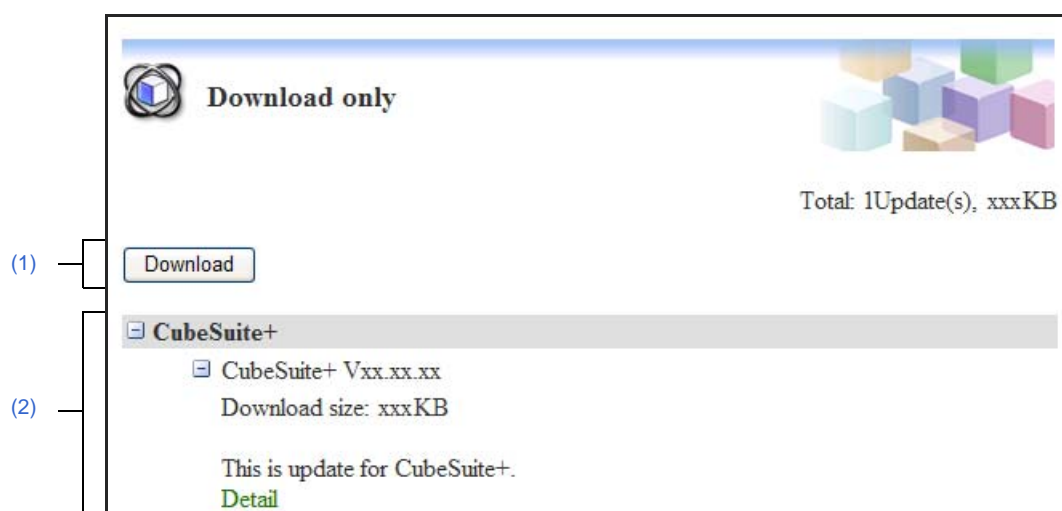 Download only
Total: 1Update(s), xxxKB
(1)
Download
CubeSuite+
CubeSuite+ Vxx.xx.xx
(2)
Download size: xxxKB
This is update for CubeSuite+.
Detail